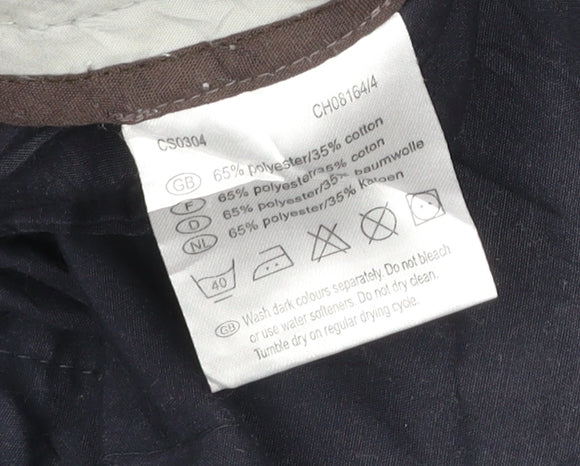 CS0304 CH08164/4
GB 65% polyester/35% cotton
F 65% polyester/35% coton
D 65% polyester/35% baumwolle
NL 65% polyester/35% Katoen
40
GB Wash dark colours separately. Do not bleach
or use water softeners. Do not dry clean.
Tumble dry on regular drying cycle.